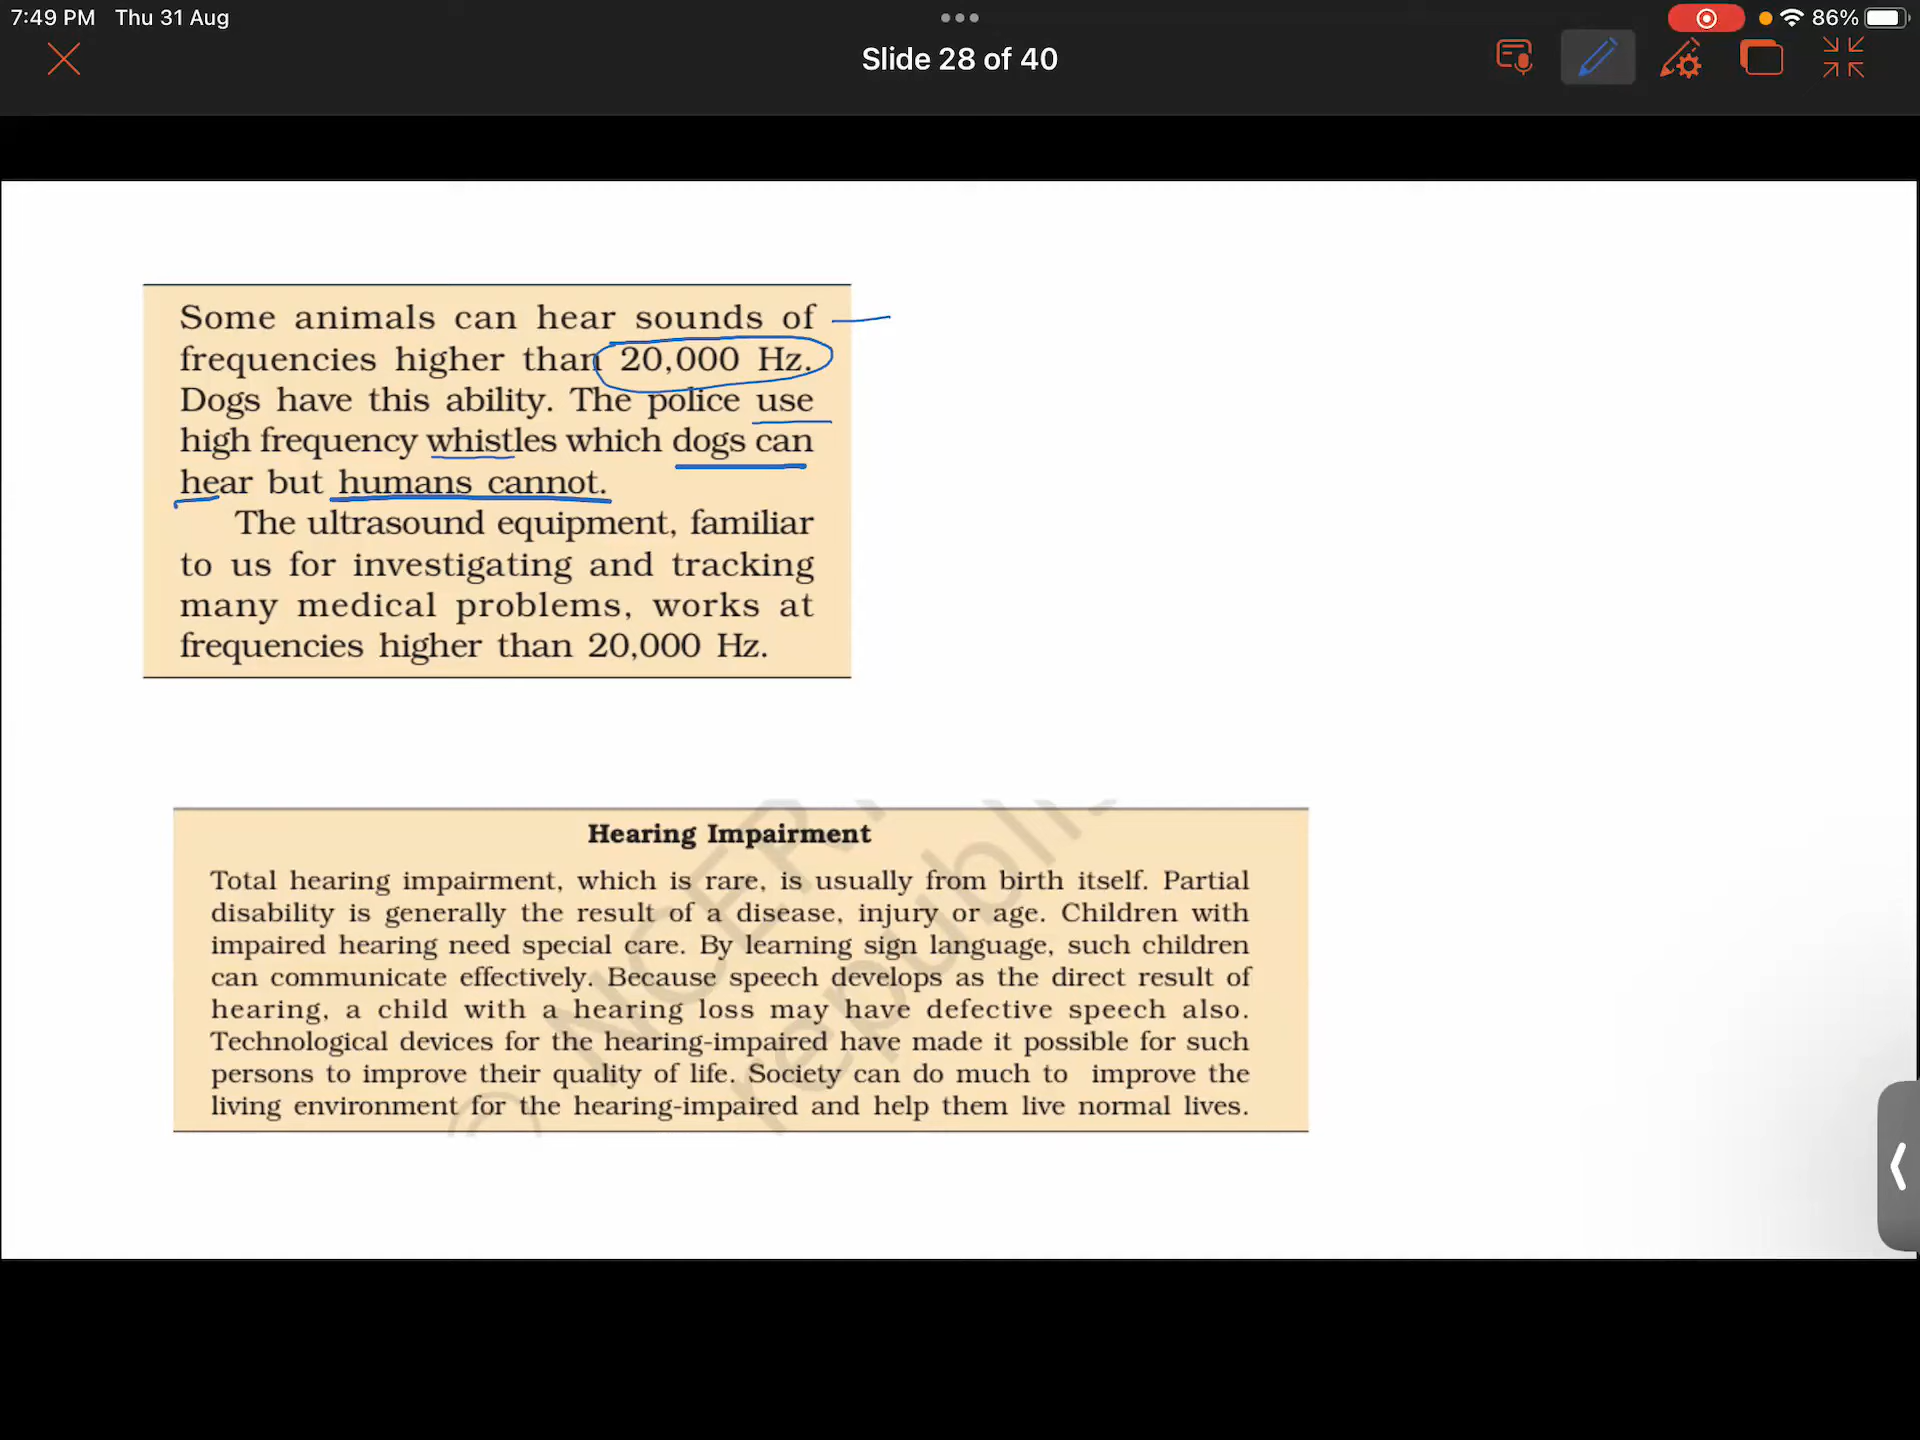 7:49 PM Thu 31 Aug
86%
Slide 28 of 40
Some animals can hear sounds of
frequencies higher than 20,000 Hz.
Dogs have this ability. The police use
high frequency whistles which dogs can
hear but humans cannot.
The ultrasound equipment, familiar
to us for investigating and tracking
many medical problems, works at
frequencies higher than 20,000 Hz.
Hearing Impairment
Total hearing impairment, which is rare, is usually from birth itself. Partial
disability is generally the result of a disease, injury or age. Children with
impaired hearing need special care. By learning sign language, such children
can communicate effectively. Because speech develops as the direct result of
hearing, a child with a hearing loss may have defective speech also.
Technological devices for the hearing-impaired have made it possible for such
persons to improve their quality of life. Society can do much to improve the
living environment for the hearing-impaired and help them live normal lives.